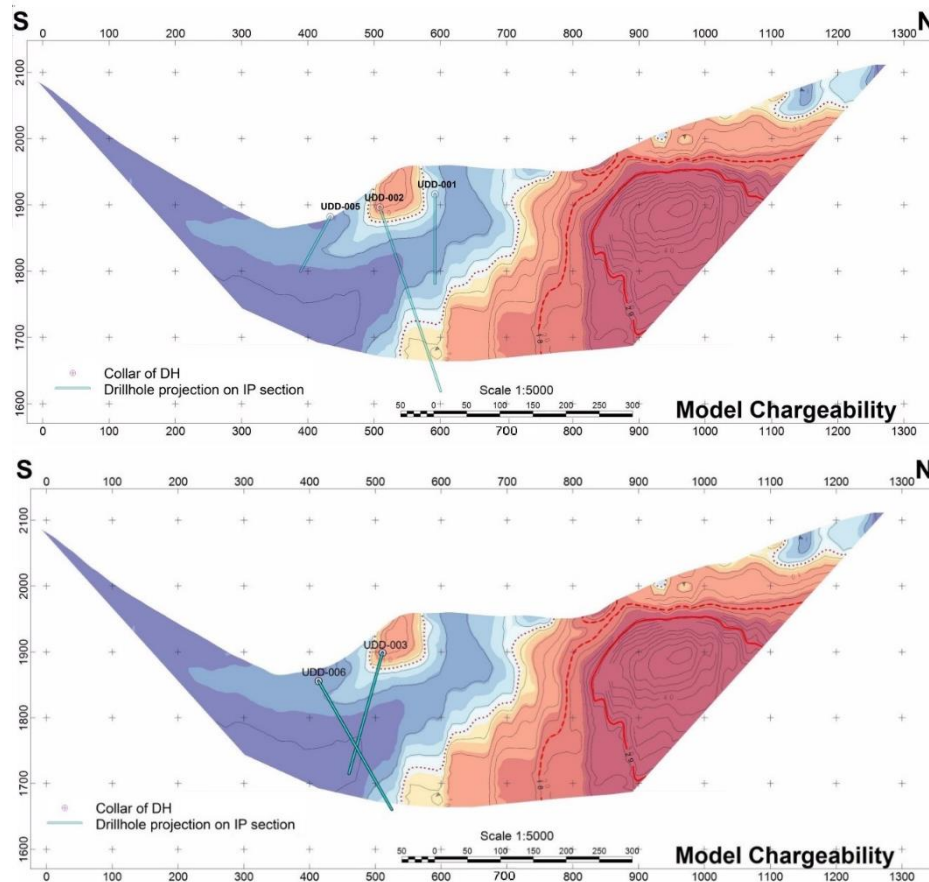 S N
0 100 200 300 400 500 600 700 800 900 1000 1100 1200 1300
2100
2000
1900
1800
1700
1600
UDD-005
UDD-002
UDD-001
Collar of DH
Drillhole projection on IP section
Scale 1:5000
50 0 50 100 150 200 250 300
Model Chargeability
0 100 200 300 400 500 600 700 800 900 1000 1100 1200 1300
S N
0 100 200 300 400 500 600 700 800 900 1000 1100 1200 1300
2100
2000
1900
1800
1700
1600
UDD-006
UDD-003
Collar of DH
Drillhole projection on IP section
Scale 1:5000
50 0 50 100 150 200 250 300
Model Chargeability
0 100 200 300 400 500 600 700 800 900 1000 1100 1200 1300